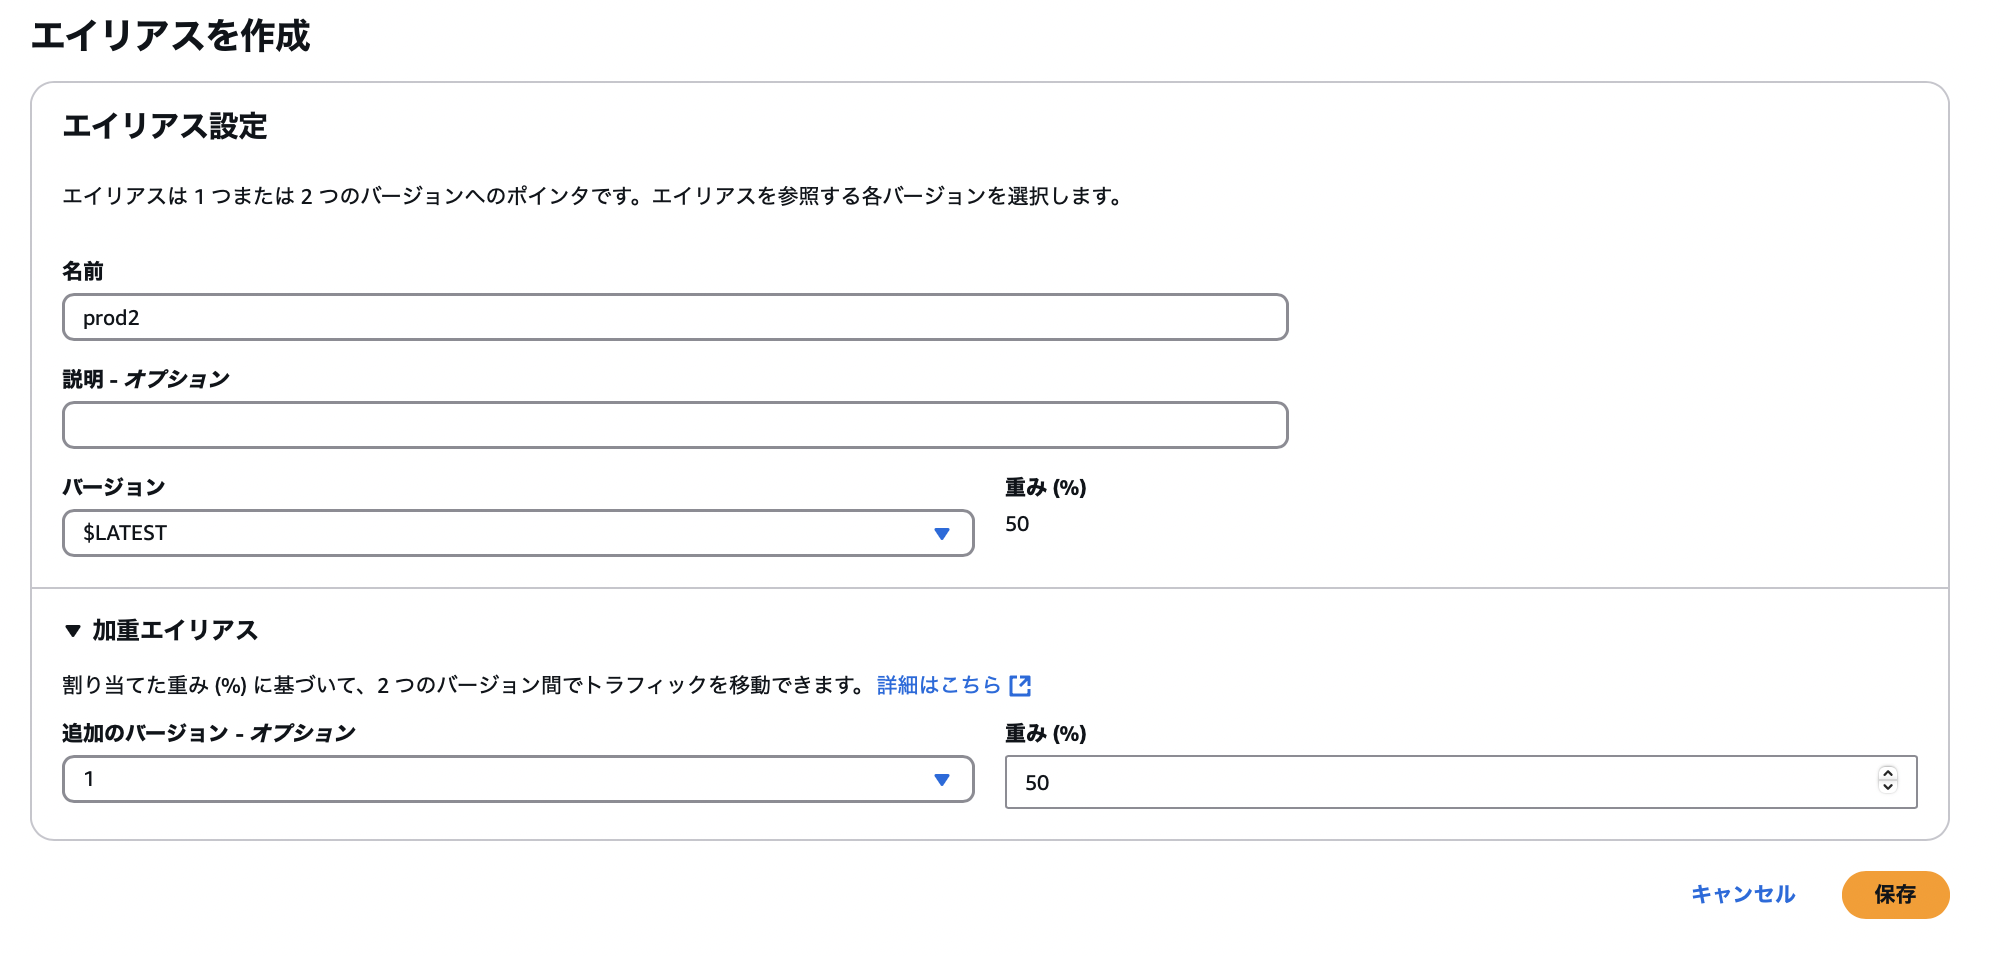 エイリアスを作成
エイリアス設定
エイリアスは 1 つまたは 2 つのバージョンへのポインタです。エイリアスを参照する各バージョンを選択します。
名前
prod2
説明 - オプション
バージョン
重み (%)
$LATEST
50
加重エイリアス
割り当てた重み (%) に基づいて、2 つのバージョン間でトラフィックを移動できます。 詳細はこちら
追加のバージョン - オプション
重み (%)
1
50
キャンセル
保存